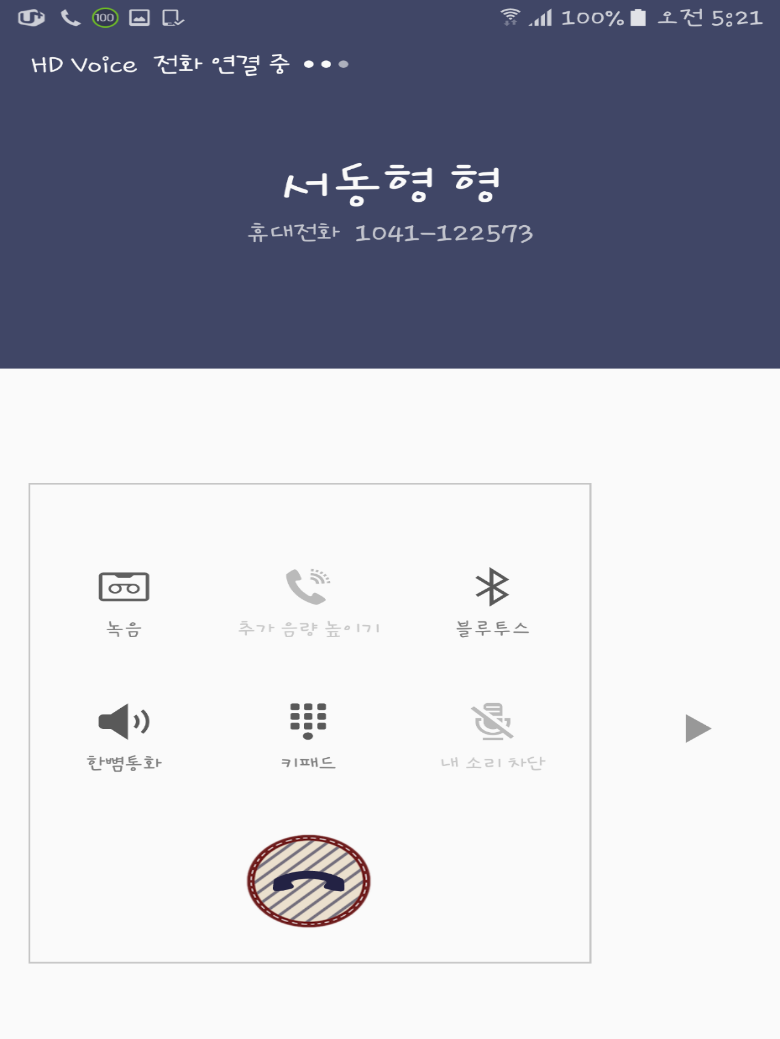 U+ 100 100% 오전 5:21
HD Voice 전화 연결 중
서동형 형
휴대전화 1041-122573
녹음 추가 음량 높이기 블루투스
한뼘통화 키패드 내 소리 차단